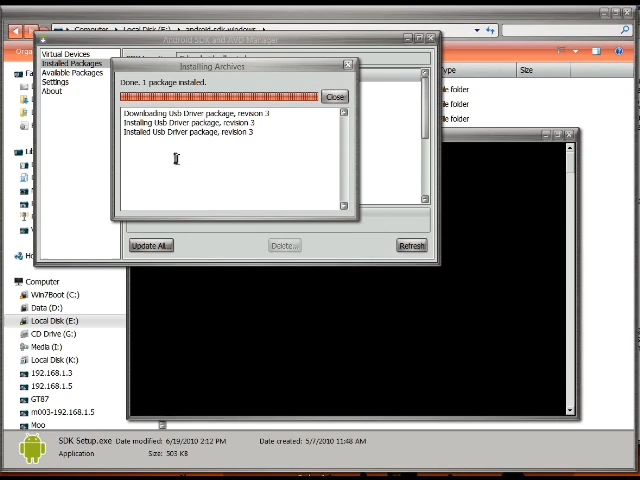 Computer
Local Disk (E:)
android-sdk-windows
Android SDK and AVD Manager
Virtual Devices
Installed Packages
Available Packages
Settings
About
Installing Archives
Done. 1 package installed.
Close
Downloading Usb Driver package, revision 3
Installing Usb Driver package, revision 3
Installed Usb Driver package, revision 3
Update All...
Delete...
Refresh
Type
Size
File folder
File folder
File folder
Computer
Win7Boot (C:)
Data (D:)
Local Disk (E:)
CD Drive (G:)
Media (I:)
Local Disk (K:)
192.168.1.3
192.168.1.5
GT87
m003-192.168.1.5
Moo
SDK Setup.exe
Date modified: 6/19/2010 2:12 PM
Date created: 5/7/2010 11:48 AM
Application
Size: 503 KB